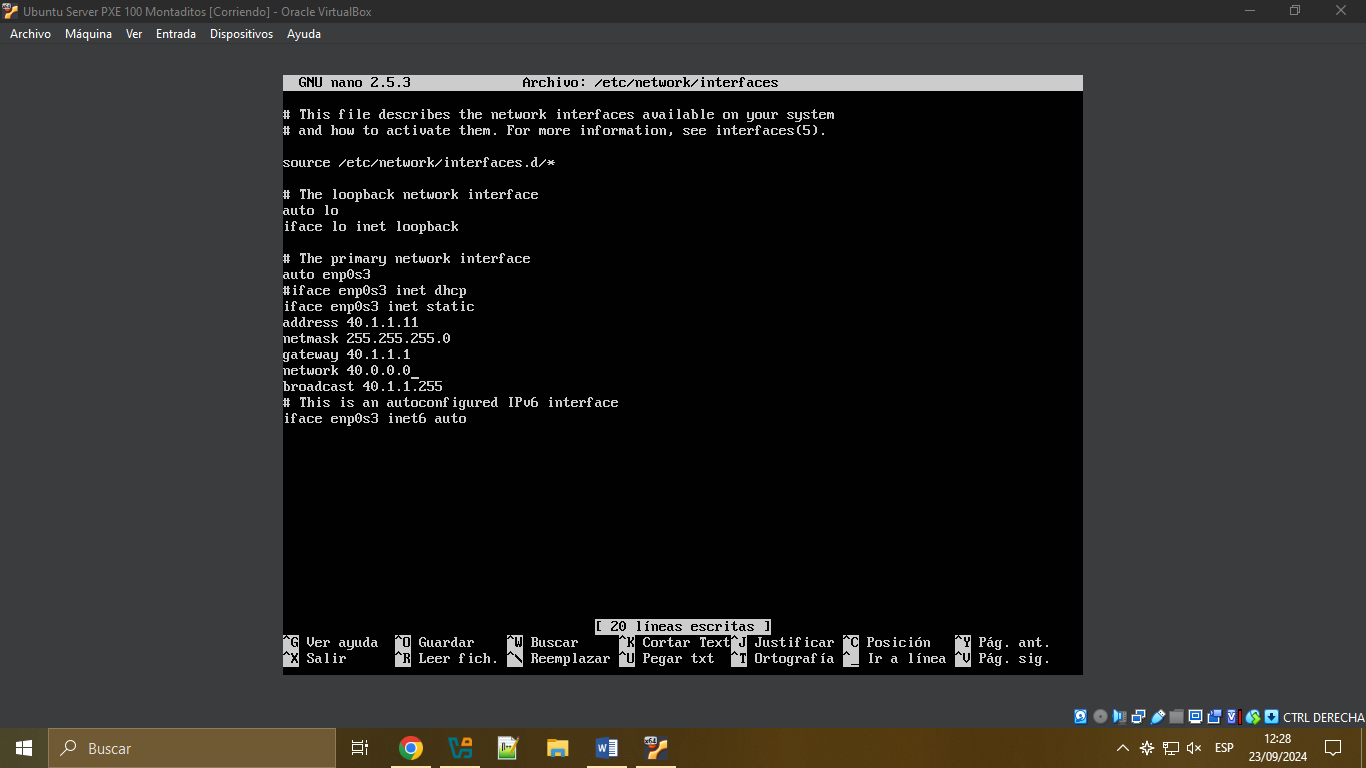 Ubuntu Server PXE 100 Montaditos [Corriendo] - Oracle VirtualBox
Archivo Máquina Ver Entrada Dispositivos Ayuda
GNU nano 2.5.3 Archivo: /etc/network/interfaces
# This file describes the network interfaces available on your system
# and how to activate them. For more information, see interfaces(5).
source /etc/network/interfaces.d/*
# The loopback network interface
auto lo
iface lo inet loopback
# The primary network interface
auto enp0s3
#iface enp0s3 inet dhcp
iface enp0s3 inet static
address 40.1.1.11
netmask 255.255.255.0
gateway 40.1.1.1
network 40.0.0.0_
broadcast 40.1.1.255
# This is an autoconfigured IPv6 interface
iface enp0s3 inet6 auto
[ 20 líneas escritas ]
^G Ver ayuda ^O Guardar ^W Buscar ^K Cortar Text ^J Justificar ^C Posición ^Y Pág. ant.
^X Salir ^R Leer fich. ^\ Reemplazar ^U Pegar txt ^T Ortografía ^_ Ir a línea ^V Pág. sig.
CTRL DERECHA
Buscar
ESP
12:28
23/09/2024